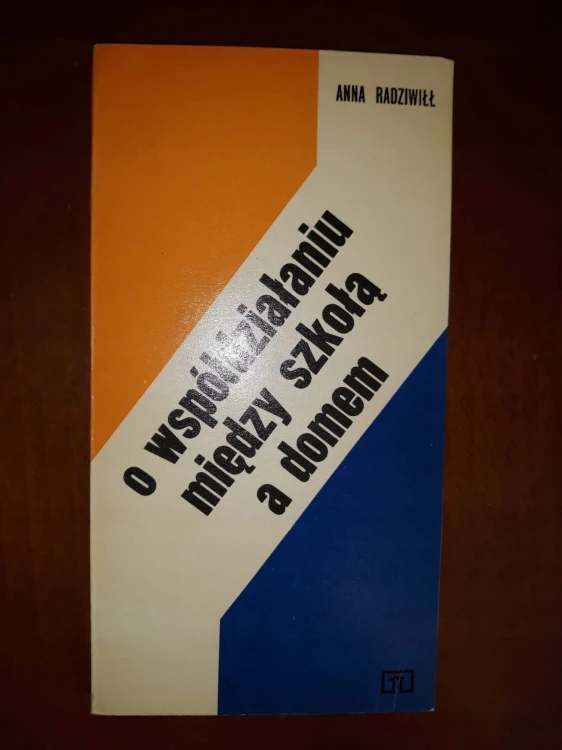 ANNA RADZIWIŁŁ
o współdziałaniu
między szkołą
a domem